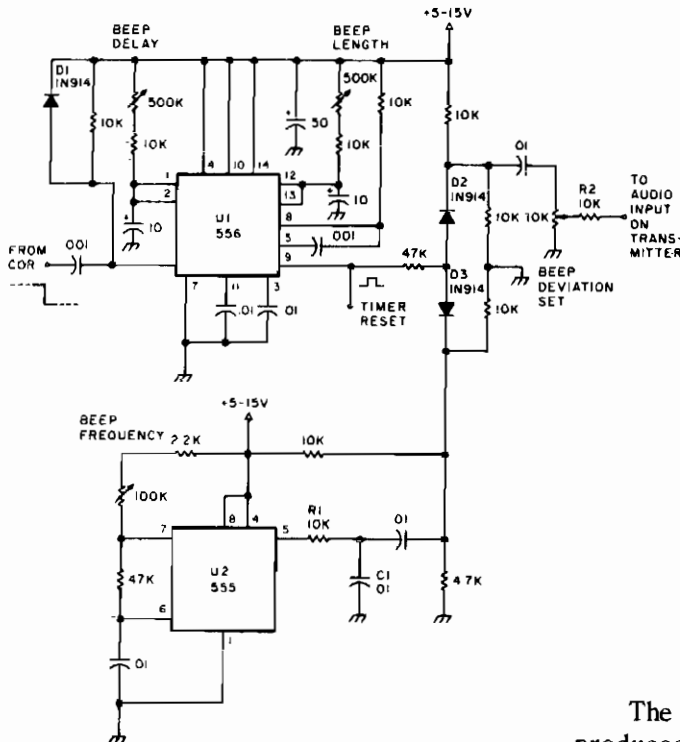 +5-15V
BEEP
DELAY
BEEP
LENGTH
D1
1N914
10K
500K
10K
50
500K
10K
10K
10K
4
10
14
1
2
12
13
8
5
9
U1
556
10
10
.001
47K
D2
1N914
D3
1N914
01
10K
10K
10K
R2
10K
TO
AUDIO
INPUT
ON
TRANS-
MITTER
BEEP
DEVIATION
SET
FROM
COR
001
7
11
3
.01
01
TIMER
RESET
+5-15V
BEEP
FREQUENCY
2.2K
10K
100K
8
4
7
5
R1
10K
01
47K
U2
555
C1
01
4.7K
6
1
01
The